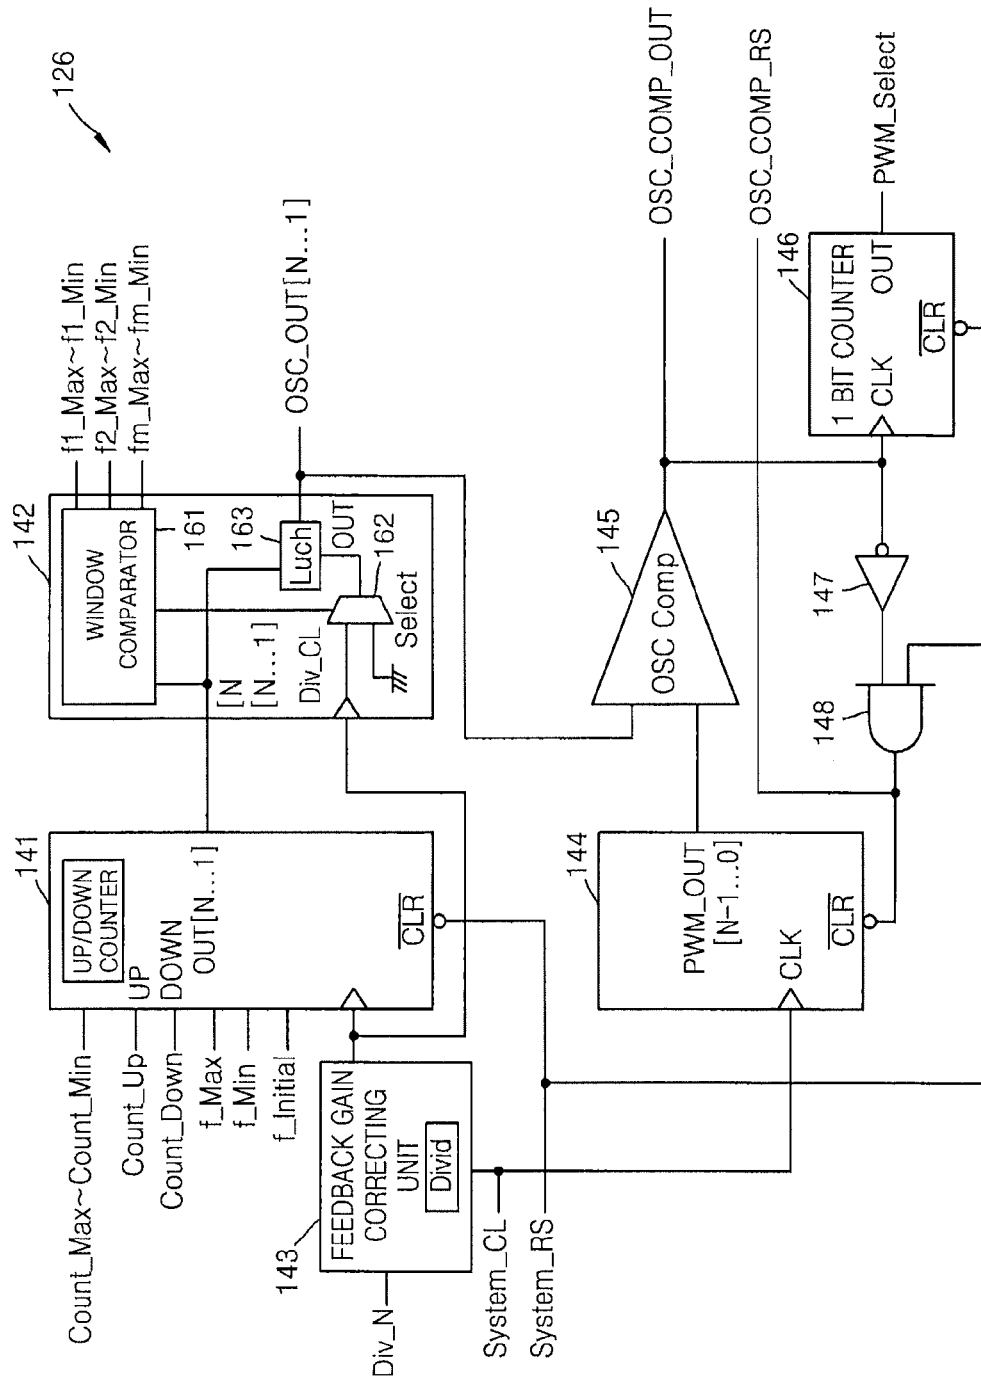 126
Count_Max~Count_Min
Count_Up
Count_Down
f_Max
f_Min
f_Initial
141
UP/DOWN
COUNTER
UP
DOWN
OUT[N...1]
CLR
142
WINDOW
COMPARATOR
f1_Max~f1_Min
f2_Max~f2_Min
fm_Max~fm_Min
161
163
Luch
OUT
162
[N
[N...1]
Div_CL
Select
OSC_OUT[N...1]
143
FEEDBACK GAIN
CORRECTING
UNIT
Divid
Div_N
System_CL
System_RS
144
PWM_OUT
[N-1...0]
CLK
CLR
145
OSC Comp
OSC_COMP_OUT
OSC_COMP_RS
146
1 BIT COUNTER
CLK OUT
CLR
PWM_Select
147
148